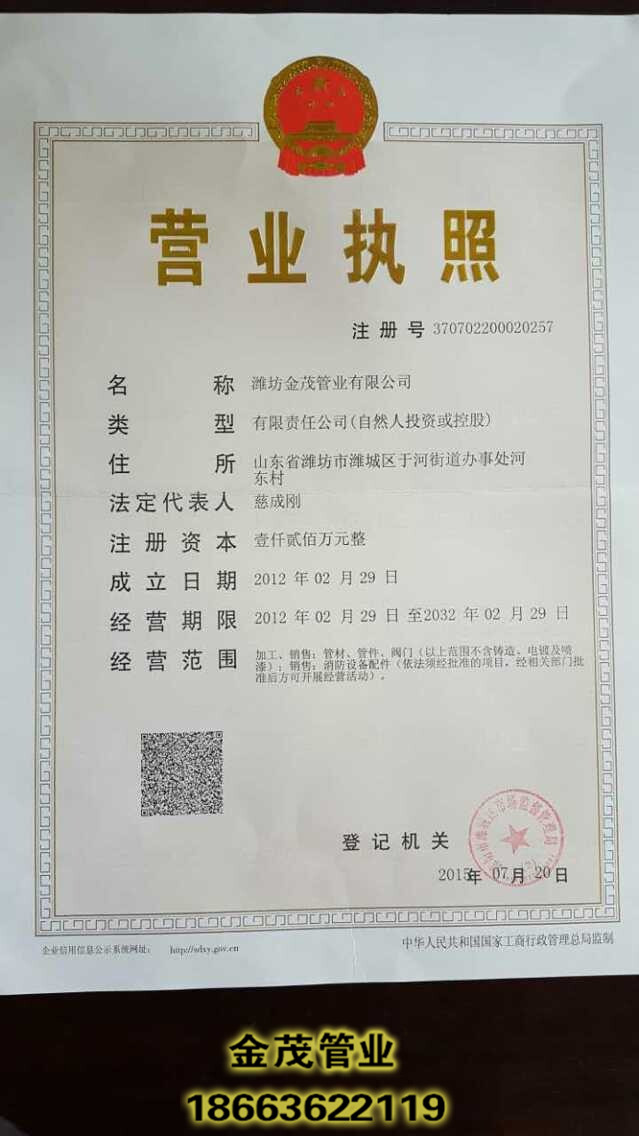 营业执照
注册号 370702200020257
名称 潍坊金茂管业有限公司
类型 有限责任公司(自然人投资或控股)
住所 山东省潍坊市潍城区于河街道办事处河
东村
法定代表人 慈成刚
注册资本 壹仟贰佰万元整
成立日期 2012 年 02 月 29 日
经营期限 2012 年 02 月 29 日 至2032 年 02 月 29 日
经营范围 加工、销售：管材、管件、阀门（以上范围不含铸造、电镀及喷
漆）；销售：消防设备配件（依法须经批准的项目，经相关部门批
准后方可开展经营活动）。
登记机关
2015年 07月 20日
企业信用信息公示系统网址： http://sdxy.gov.cn
中华人民共和国国家工商行政管理总局监制
金茂管业
18663622119